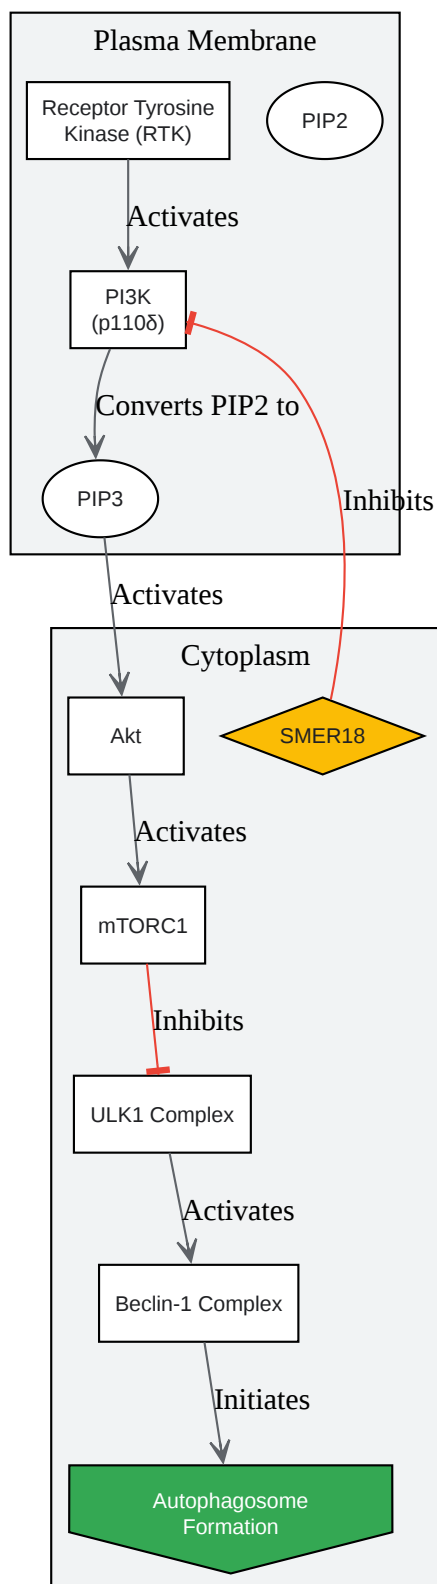 Plasma Membrane
Receptor Tyrosine
Kinase (RTK)
PIP2
Activates
PI3K
(p110δ)
Converts PIP2 to
PIP3
Inhibits
Activates
Cytoplasm
Akt
SMER18
Activates
mTORC1
Inhibits
ULK1 Complex
Activates
Beclin-1 Complex
Initiates
Autophagosome
Formation